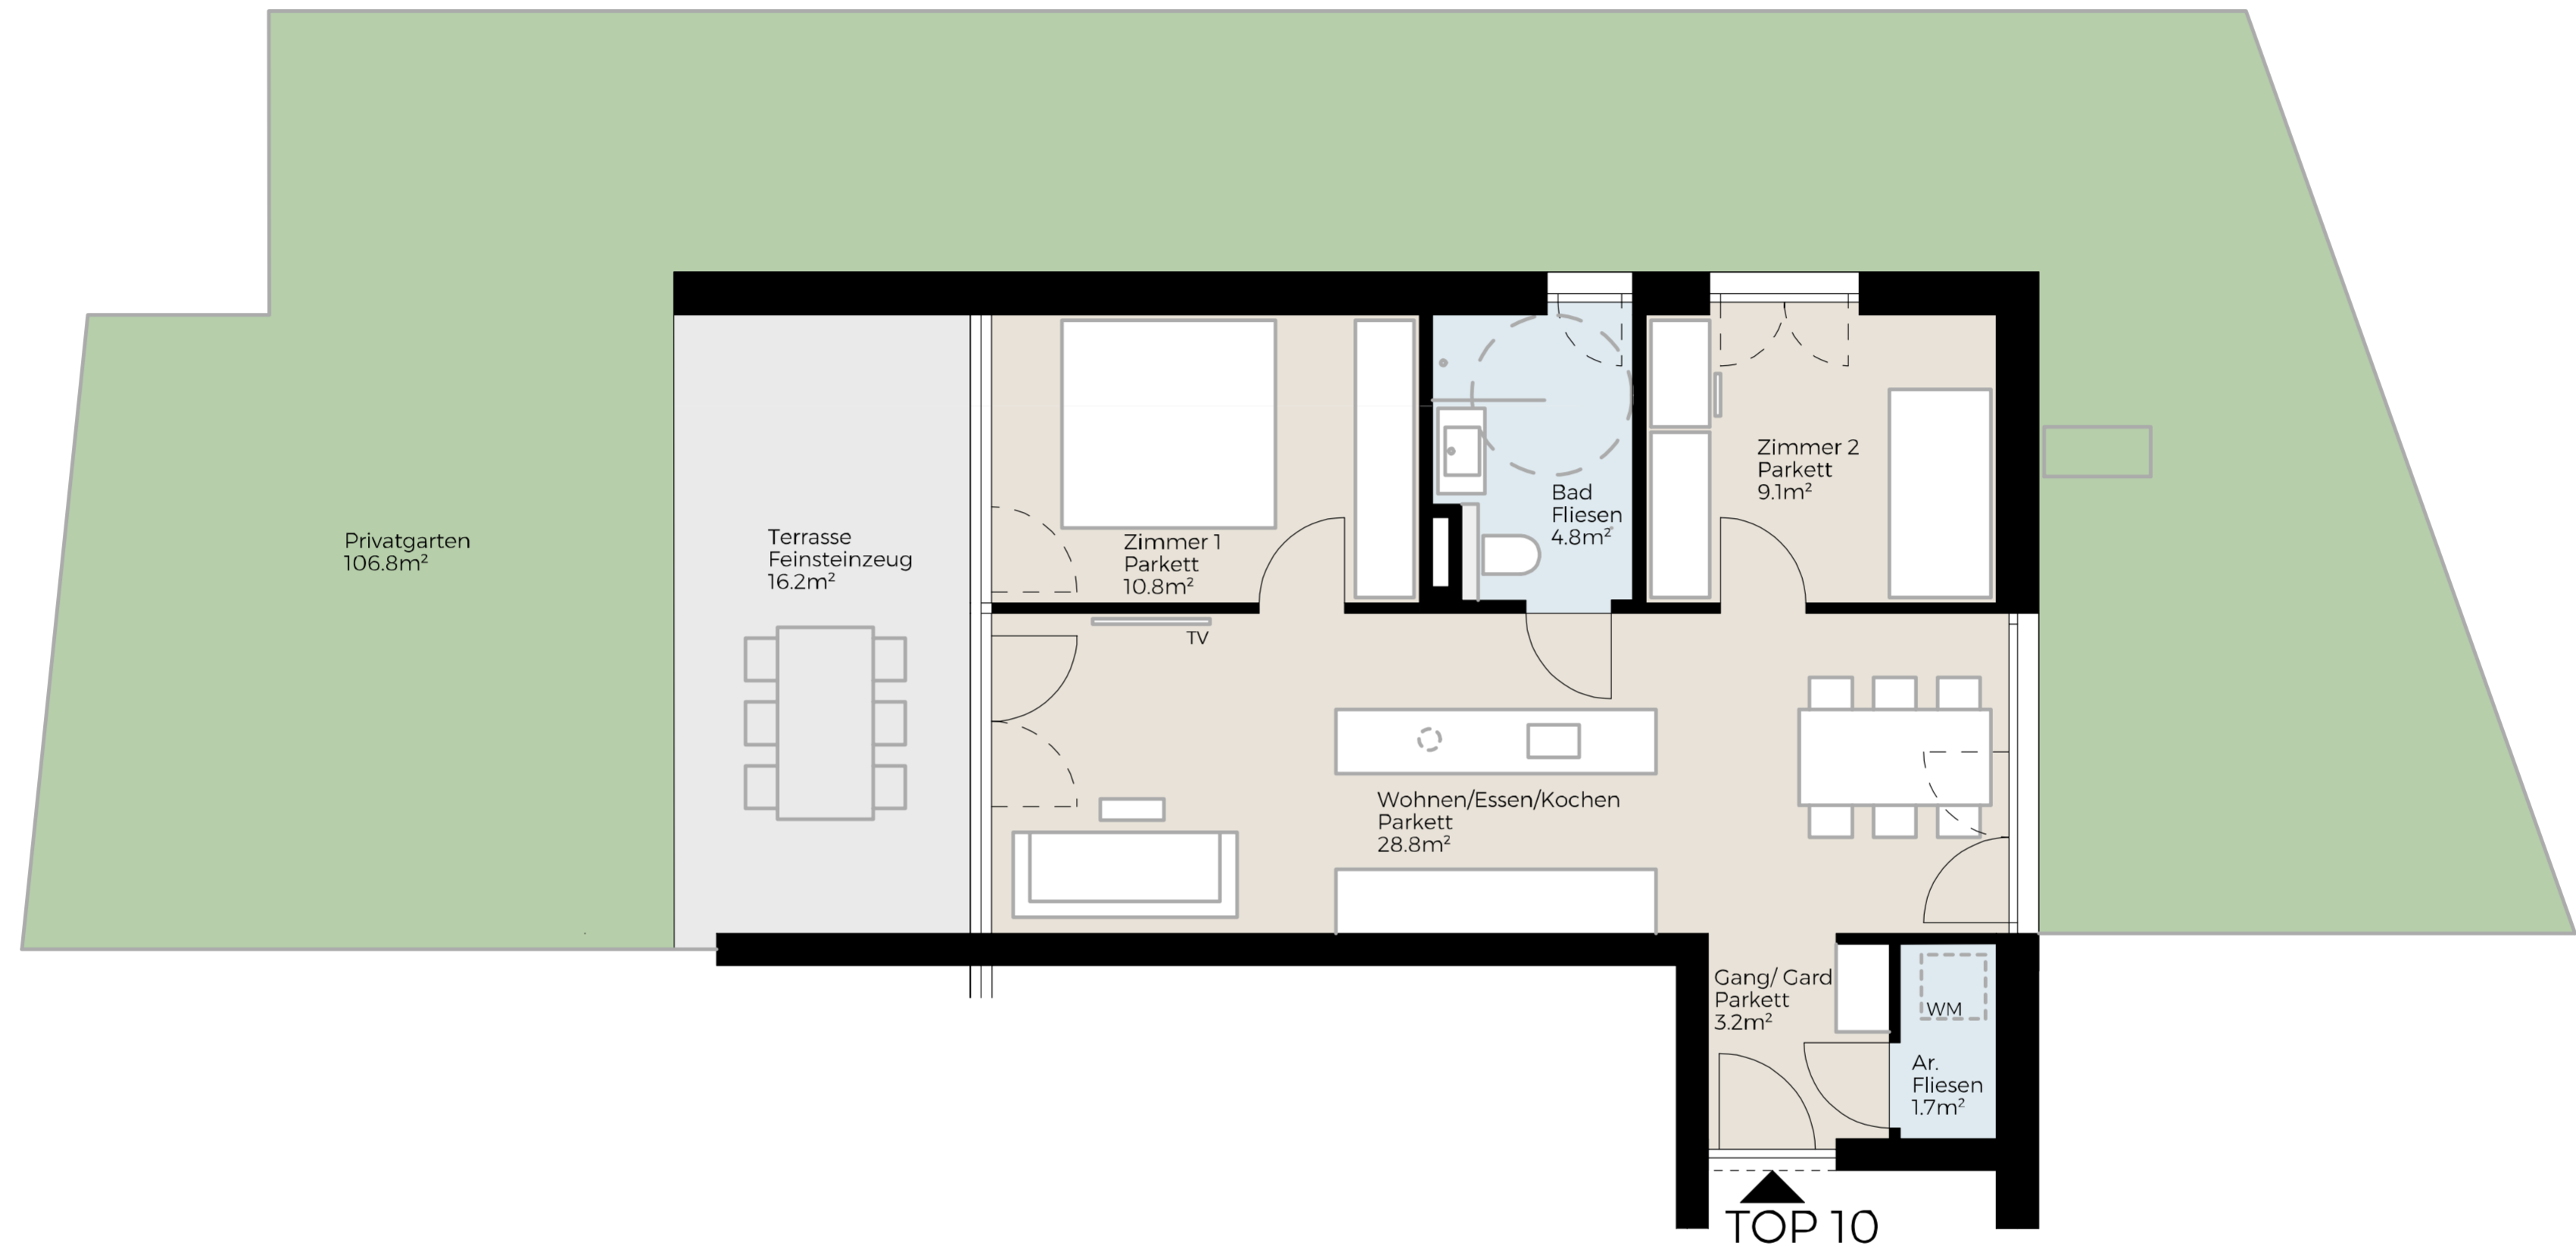 Privatgarten
106.8m²
Terrasse
Feinsteinzeug
16.2m²
Zimmer 1
Parkett
10.8m²
TV
Bad
Fliesen
4.8m²
Zimmer 2
Parkett
9.1m²
Wohnen/Essen/Kochen
Parkett
28.8m²
Gang/ Gard
Parkett
3.2m²
WM
Ar.
Fliesen
1.7m²
TOP 10